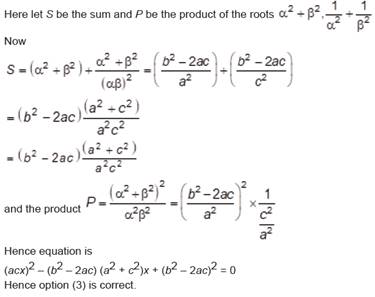 Here let S be the sum and P be the product of the roots α² + β², 1/α² + 1/β²
Now
S = (α² + β²) + (α² + β²)/(αβ)² = ((b² – 2ac)/a²) + ((b² – 2ac)/c²)
= (b² – 2ac) (a² + c²)/(a²c²)
= (b² – 2ac) (a² + c²)/(a²c²)
and the product P = (α² + β²)²/(α²β²) = ((b² – 2ac)/a²)² × 1/(c²/a²)
Hence equation is
(acx)² – (b² – 2ac) (a² + c²)x + (b² – 2ac)² = 0
Hence option (3) is correct.